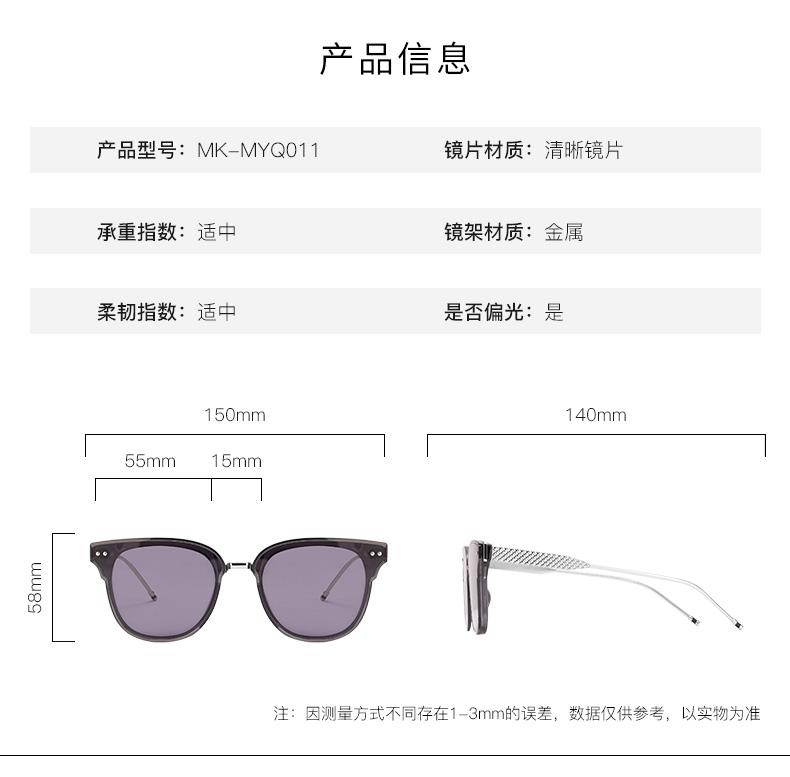 产品信息
产品型号：MK-MYQ011 镜片材质：清晰镜片
承重指数：适中 镜架材质：金属
柔韧指数：适中 是否偏光：是
150mm 140mm
55mm 15mm
58mm
注：因测量方式不同存在1-3mm的误差，数据仅供参考，以实物为准